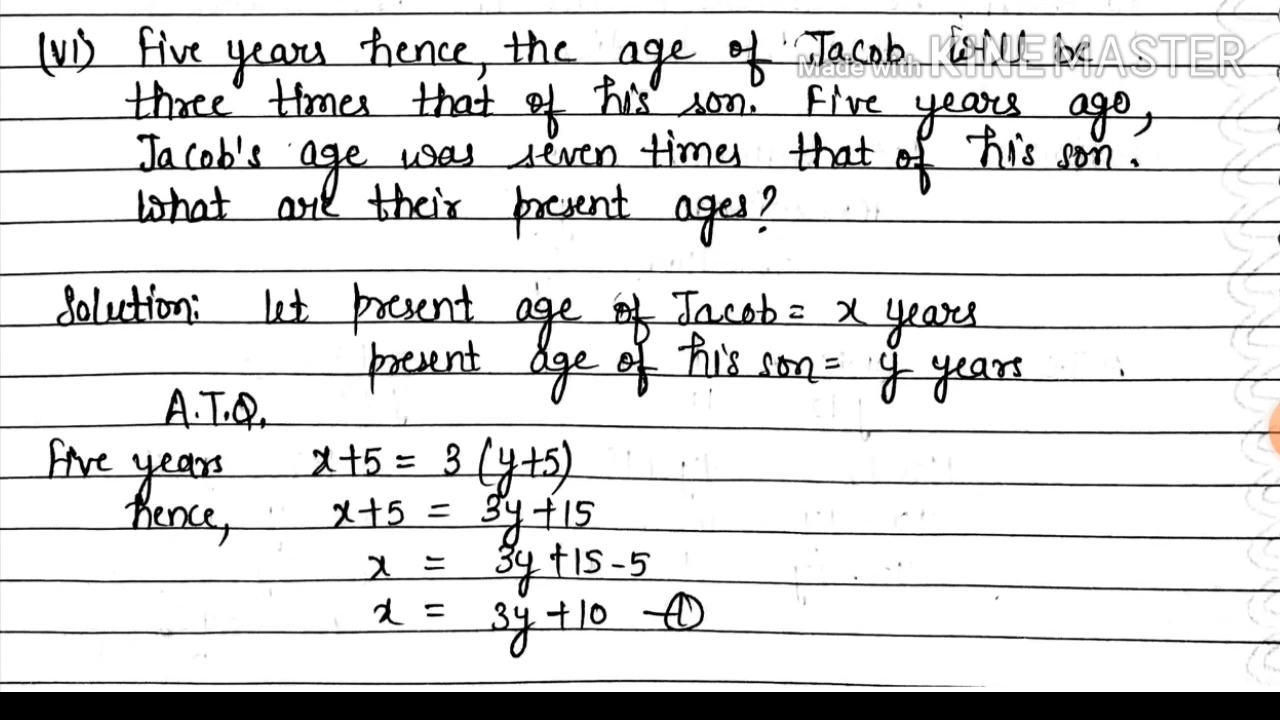 (vi) Five years hence, the age of Jacob will be
Made with KINEMASTER
three times that of his son. Five years ago,
Jacob's age was seven times that of his son.
What are their present ages?
Solution: let present age of Jacob = x years
present age of his son = y years
A.T.Q.
Five years x+5 = 3 (y+5)
hence, x+5 = 3y+15
x = 3y+15-5
x = 3y+10 —①